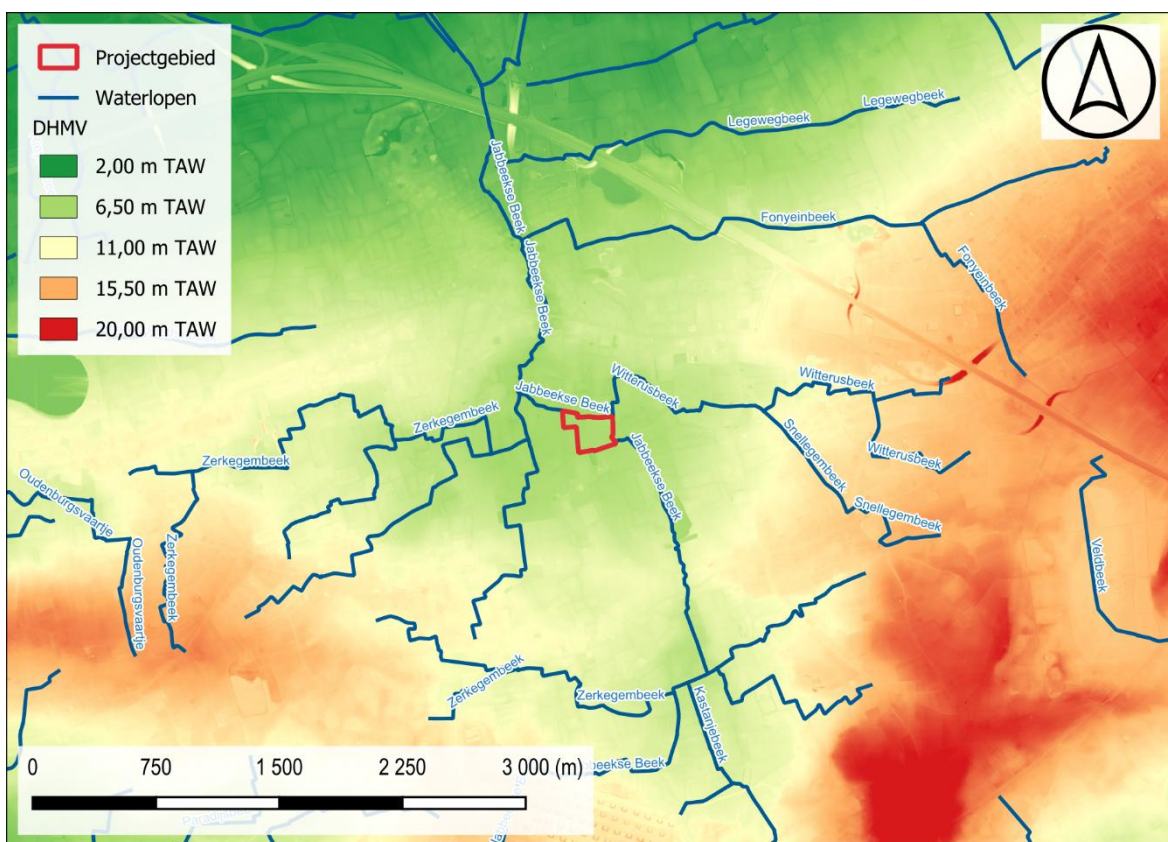 Projectgebied
Waterlopen
DHMV
2,00 m TAW
6,50 m TAW
11,00 m TAW
15,50 m TAW
20,00 m TAW
Legewegbeek
Legewegbeek
Jabbeekse Beek
Fonyeinbeek
Jabbeekse Beek
Fonyeinbeek
Witterusbeek
Witterusbeek
Jabbeekse Beek
Zerkegembeek
Snellegembeek
Jabbeekse Beek
Witterusbeek
Zerkegembeek
Oudenburgsvaartje
Snellegembeek
Zerkegembeek
Oudenburgsvaartje
Veldbeek
Zerkegembeek
Zerkegembeek
Kastanjebeek
beekse Beek
0 750 1 500 2 250 3 000 (m)